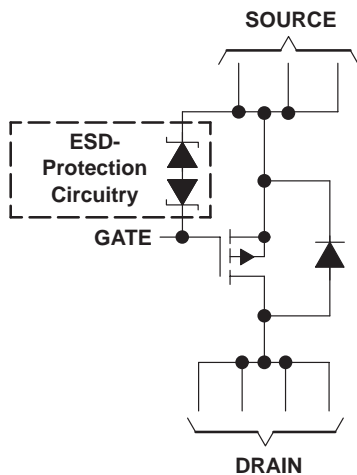 SOURCE
ESD-
Protection
Circuitry
GATE
DRAIN